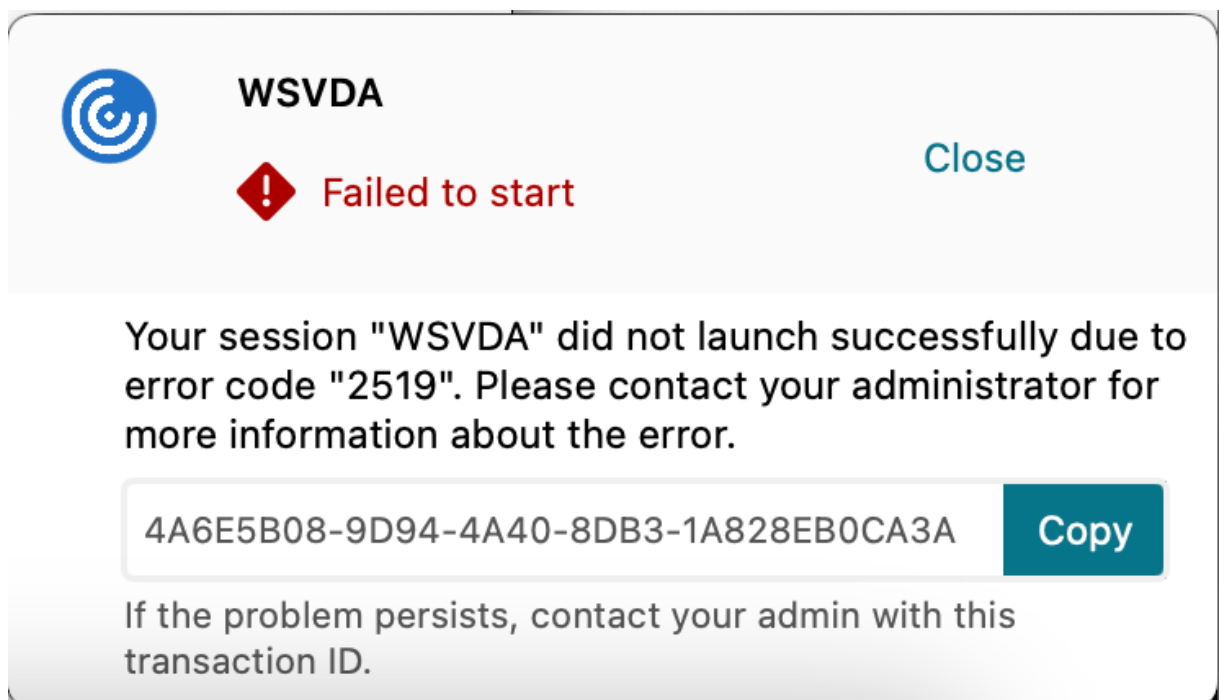 WSVDA
Failed to start
Close
Your session "WSVDA" did not launch successfully due to
error code "2519". Please contact your administrator for
more information about the error.
4A6E5B08-9D94-4A40-8DB3-1A828EB0CA3A
Copy
If the problem persists, contact your admin with this
transaction ID.